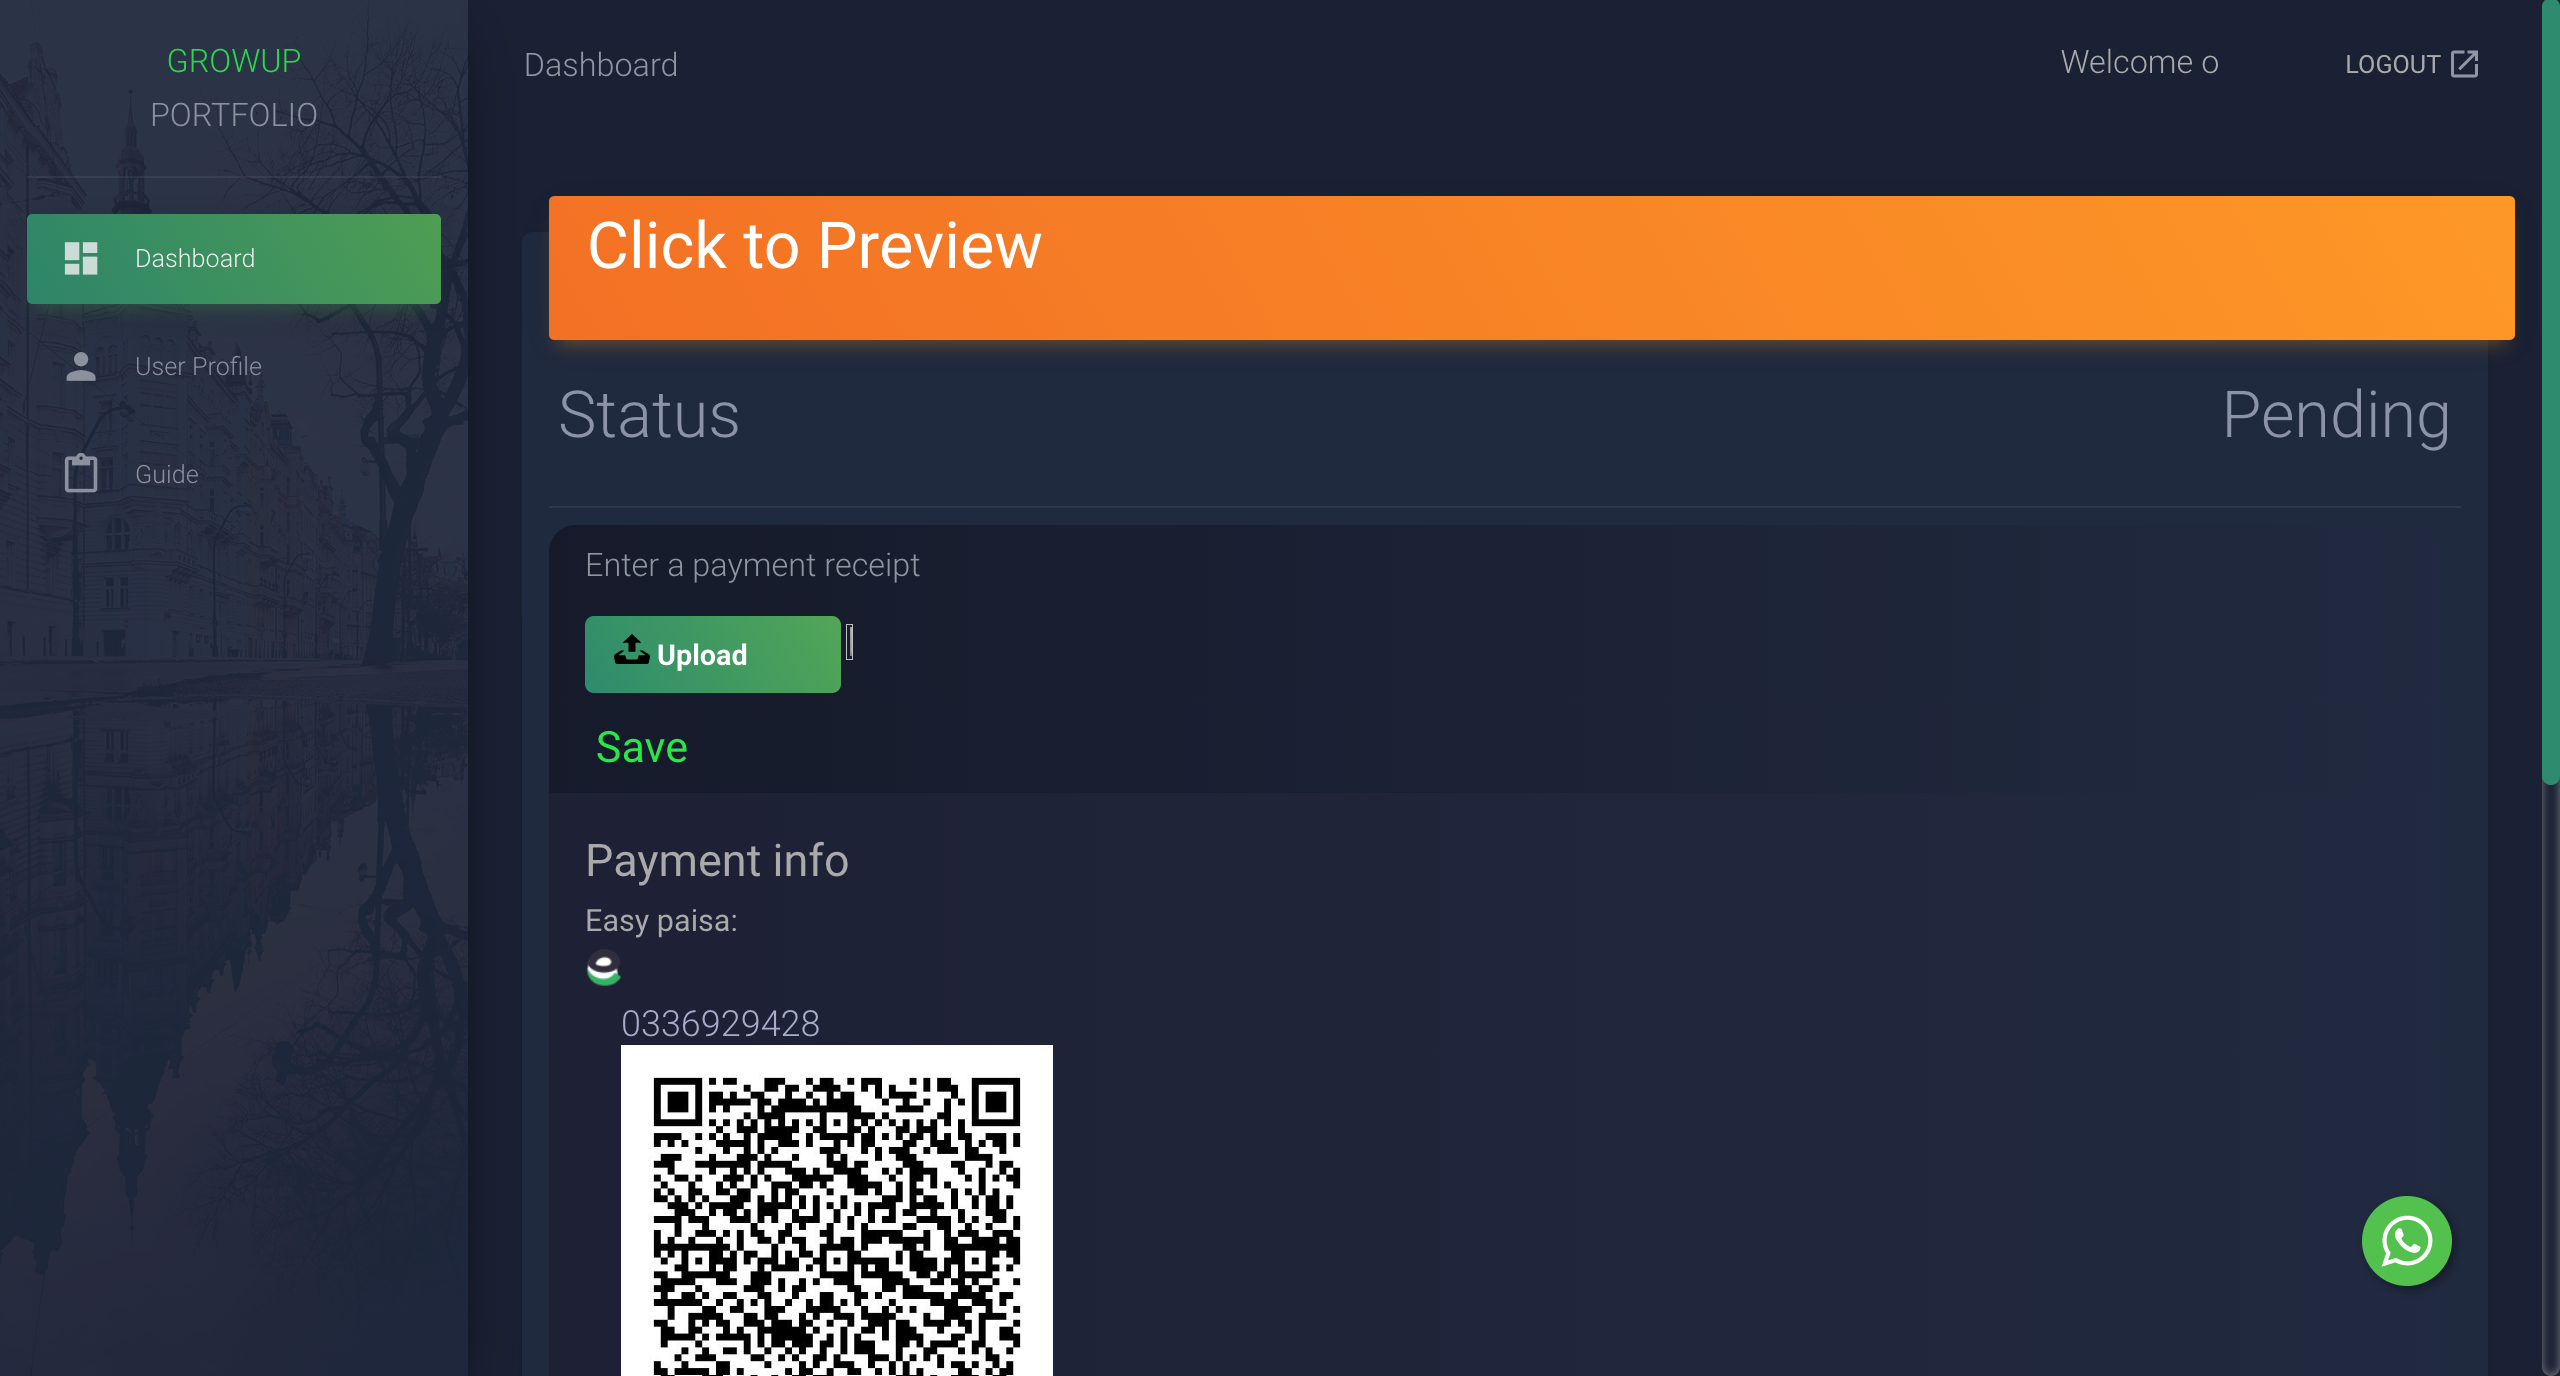 GROWUP
PORTFOLIO
Dashboard
User Profile
Guide
Dashboard
Welcome o
LOGOUT
Click to Preview
Status
Pending
Enter a payment receipt
Upload
Save
Payment info
Easy paisa:
0336929428